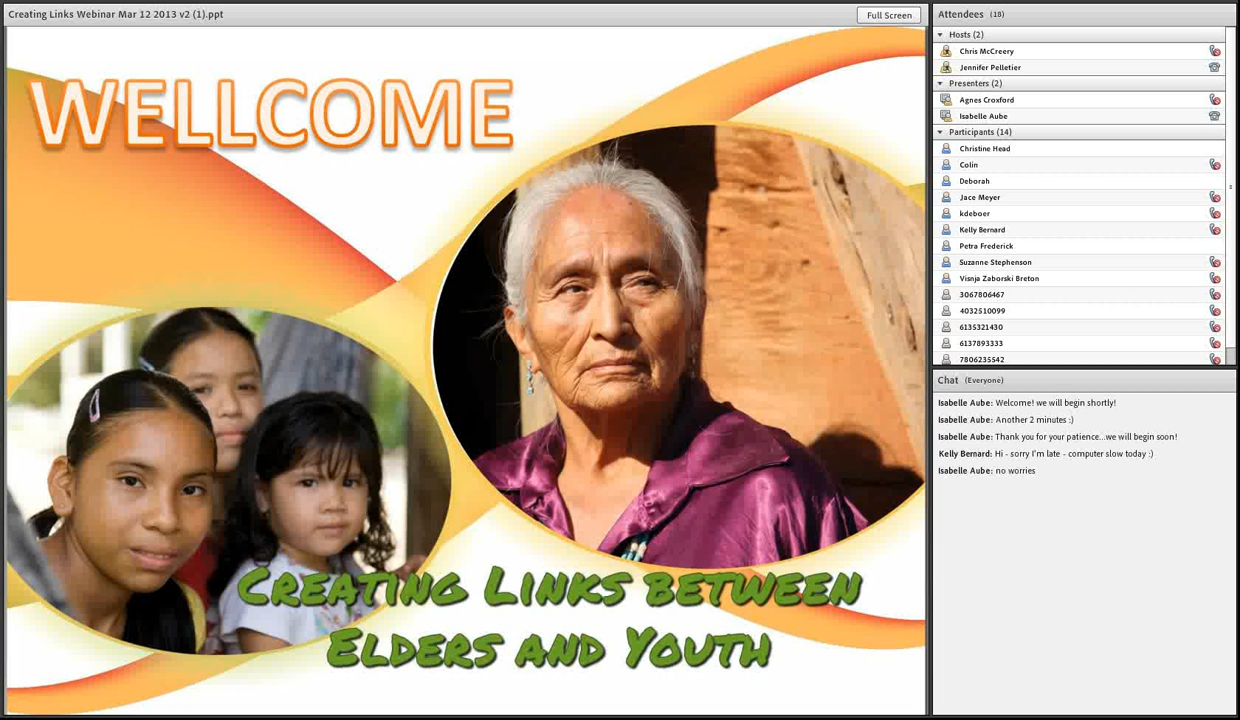 Creating Links Webinar Mar 12 2013 v2 (1).ppt
Full Screen
WELLCOME
Creating Links between
Elders and Youth
Attendees (18)
Hosts (2)
Chris McCreery
Jennifer Pelletier
Presenters (2)
Agnes Croxford
Isabelle Aube
Participants (14)
Christine Head
Colin
Deborah
Jace Meyer
kdeboer
Kelly Bernard
Petra Frederick
Suzanne Stephenson
Visnja Zaborski Breton
3067806467
4032510099
6135321430
6137893333
7806235542
Chat (Everyone)
Isabelle Aube: Welcome! we will begin shortly!
Isabelle Aube: Another 2 minutes :)
Isabelle Aube: Thank you for your patience...we will begin soon!
Kelly Bernard: Hi - sorry I'm late - computer slow today :)
Isabelle Aube: no worries